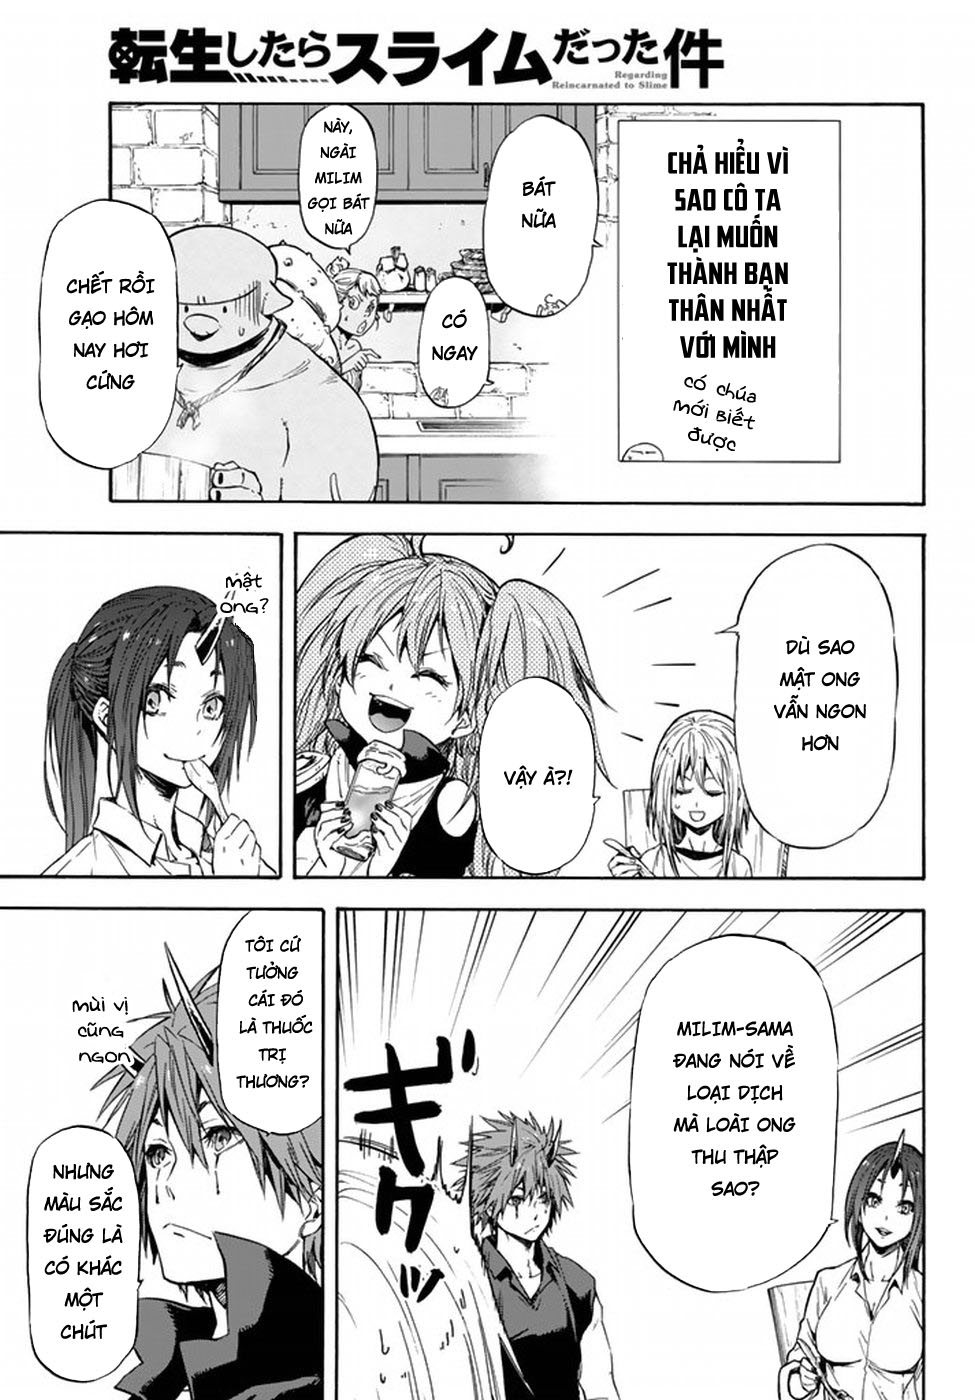 転生したらスライムだった件
Regarding
Reincarnated to Slime
CHẢ HIỂU VÌ
SAO CÔ TA
LẠI MUỐN
THÀNH BẠN
THÂN NHẤT
VỚI MÌNH
có chúa
mới biết
được
BÁT
NỮA
NÀY,
NGÀI
MILIM
GỌI BÁT
NỮA
CÓ
NGAY
CHẾT RỒI
GẠO HÔM
NAY HƠI
CỨNG
DÙ SAO
MẬT ONG
VẪN NGON
HƠN
VẬY À?!
mật
ong?
MILIM-SAMA
ĐANG NÓI VỀ
LOẠI DỊCH
MÀ LOÀI ONG
THU THẬP
SAO?
ギクッ
TÔI CỨ
TƯỞNG
CÁI ĐÓ
LÀ THUỐC
TRỊ
THƯƠNG?
mùi vị
cũng
ngon
NHƯNG
MÀU SẮC
ĐÚNG LÀ
CÓ KHÁC
MỘT
CHÚT